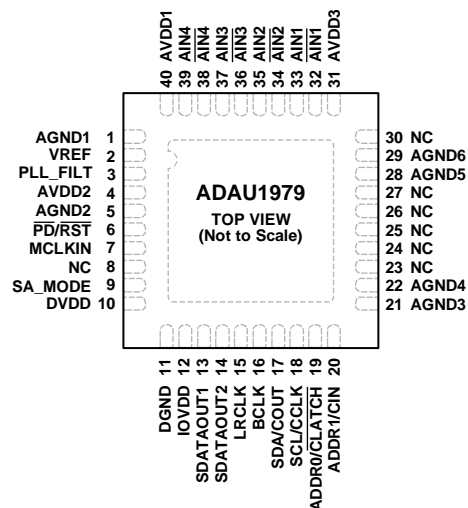 40 AVDD1
39 AIN4
38 AIN4
37 AIN3
36 AIN3
35 AIN2
34 AIN2
33 AIN1
32 AIN1
31 AVDD3
AGND1 1
VREF 2
PLL_FILT 3
AVDD2 4
AGND2 5
PD/RST 6
MCLKIN 7
NC 8
SA_MODE 9
DVDD 10
ADAU1979
TOP VIEW
(Not to Scale)
30 NC
29 AGND6
28 AGND5
27 NC
26 NC
25 NC
24 NC
23 NC
22 AGND4
21 AGND3
DGND 11
IOVDD 12
SDATAOUT1 13
SDATAOUT2 14
LRCLK 15
BCLK 16
SDA/COUT 17
SCL/CCLK 18
ADDR0/CLATCH 19
ADDR1/CIN 20